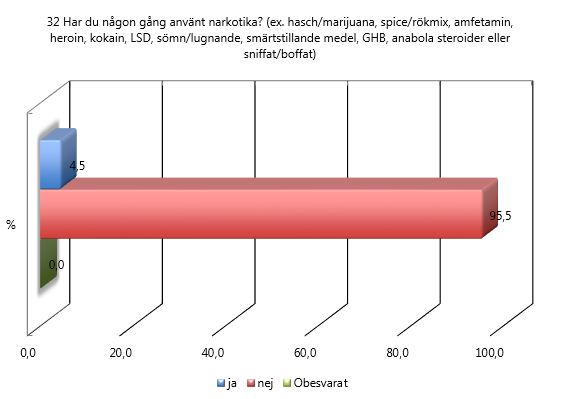 32 Har du någon gång använt narkotika? (ex. hasch/marijuana, spice/rökmix, amfetamin,
heroin, kokain, LSD, sömn/lugnande, smärtstillande medel, GHB, anabola steroider eller
sniffat/boffat)
4,5
95,5
%
0,0
0,0 20,0 40,0 60,0 80,0 100,0
ja nej Obesvarat